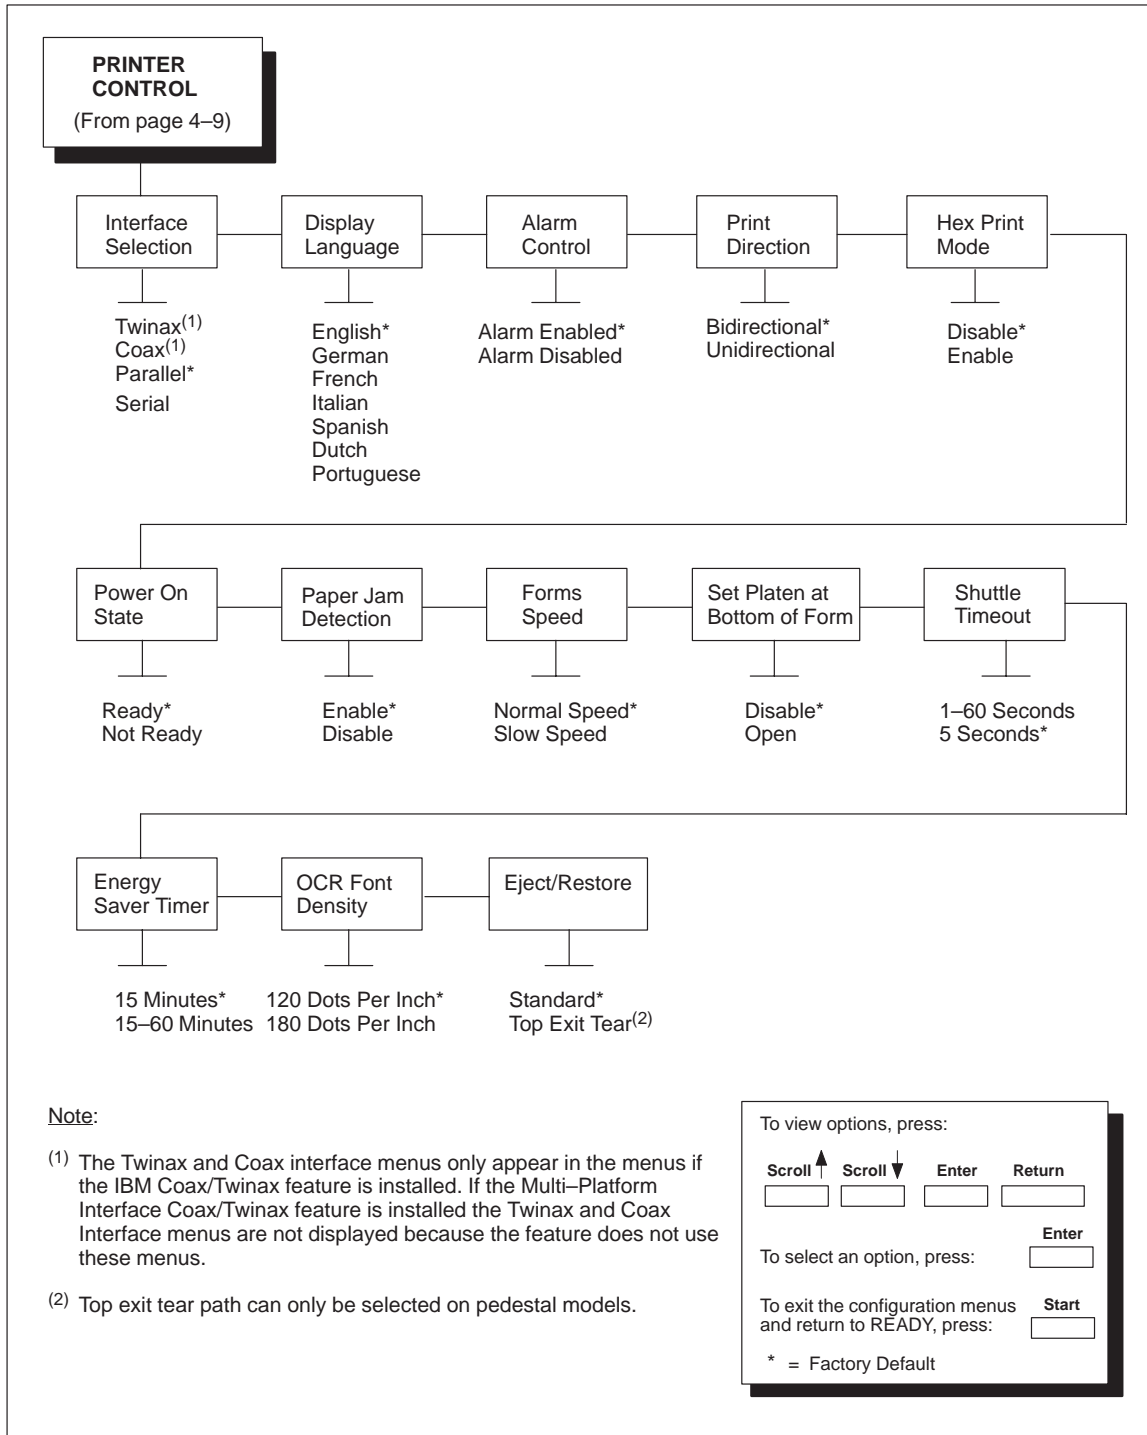 PRINTER
CONTROL
(From page 4–9)
Interface
Selection
Display
Language
Alarm
Control
Print
Direction
Hex Print
Mode
Twinax(1)
Coax(1)
Parallel*
Serial
English*
German
French
Italian
Spanish
Dutch
Portuguese
Alarm Enabled*
Alarm Disabled
Bidirectional*
Unidirectional
Disable*
Enable
Power On
State
Paper Jam
Detection
Forms
Speed
Set Platen at
Bottom of Form
Shuttle
Timeout
Ready*
Not Ready
Enable*
Disable
Normal Speed*
Slow Speed
Disable*
Open
1–60 Seconds
5 Seconds*
Energy
Saver Timer
OCR Font
Density
Eject/Restore
15 Minutes*
15–60 Minutes
120 Dots Per Inch*
180 Dots Per Inch
Standard*
Top Exit Tear(2)
Note:
(1) The Twinax and Coax interface menus only appear in the menus if
the IBM Coax/Twinax feature is installed. If the Multi–Platform
Interface Coax/Twinax feature is installed the Twinax and Coax
Interface menus are not displayed because the feature does not use
these menus.
(2) Top exit tear path can only be selected on pedestal models.
To view options, press:
Scroll Scroll Enter Return
Enter
To select an option, press:
To exit the configuration menus Start
and return to READY, press:
* = Factory Default